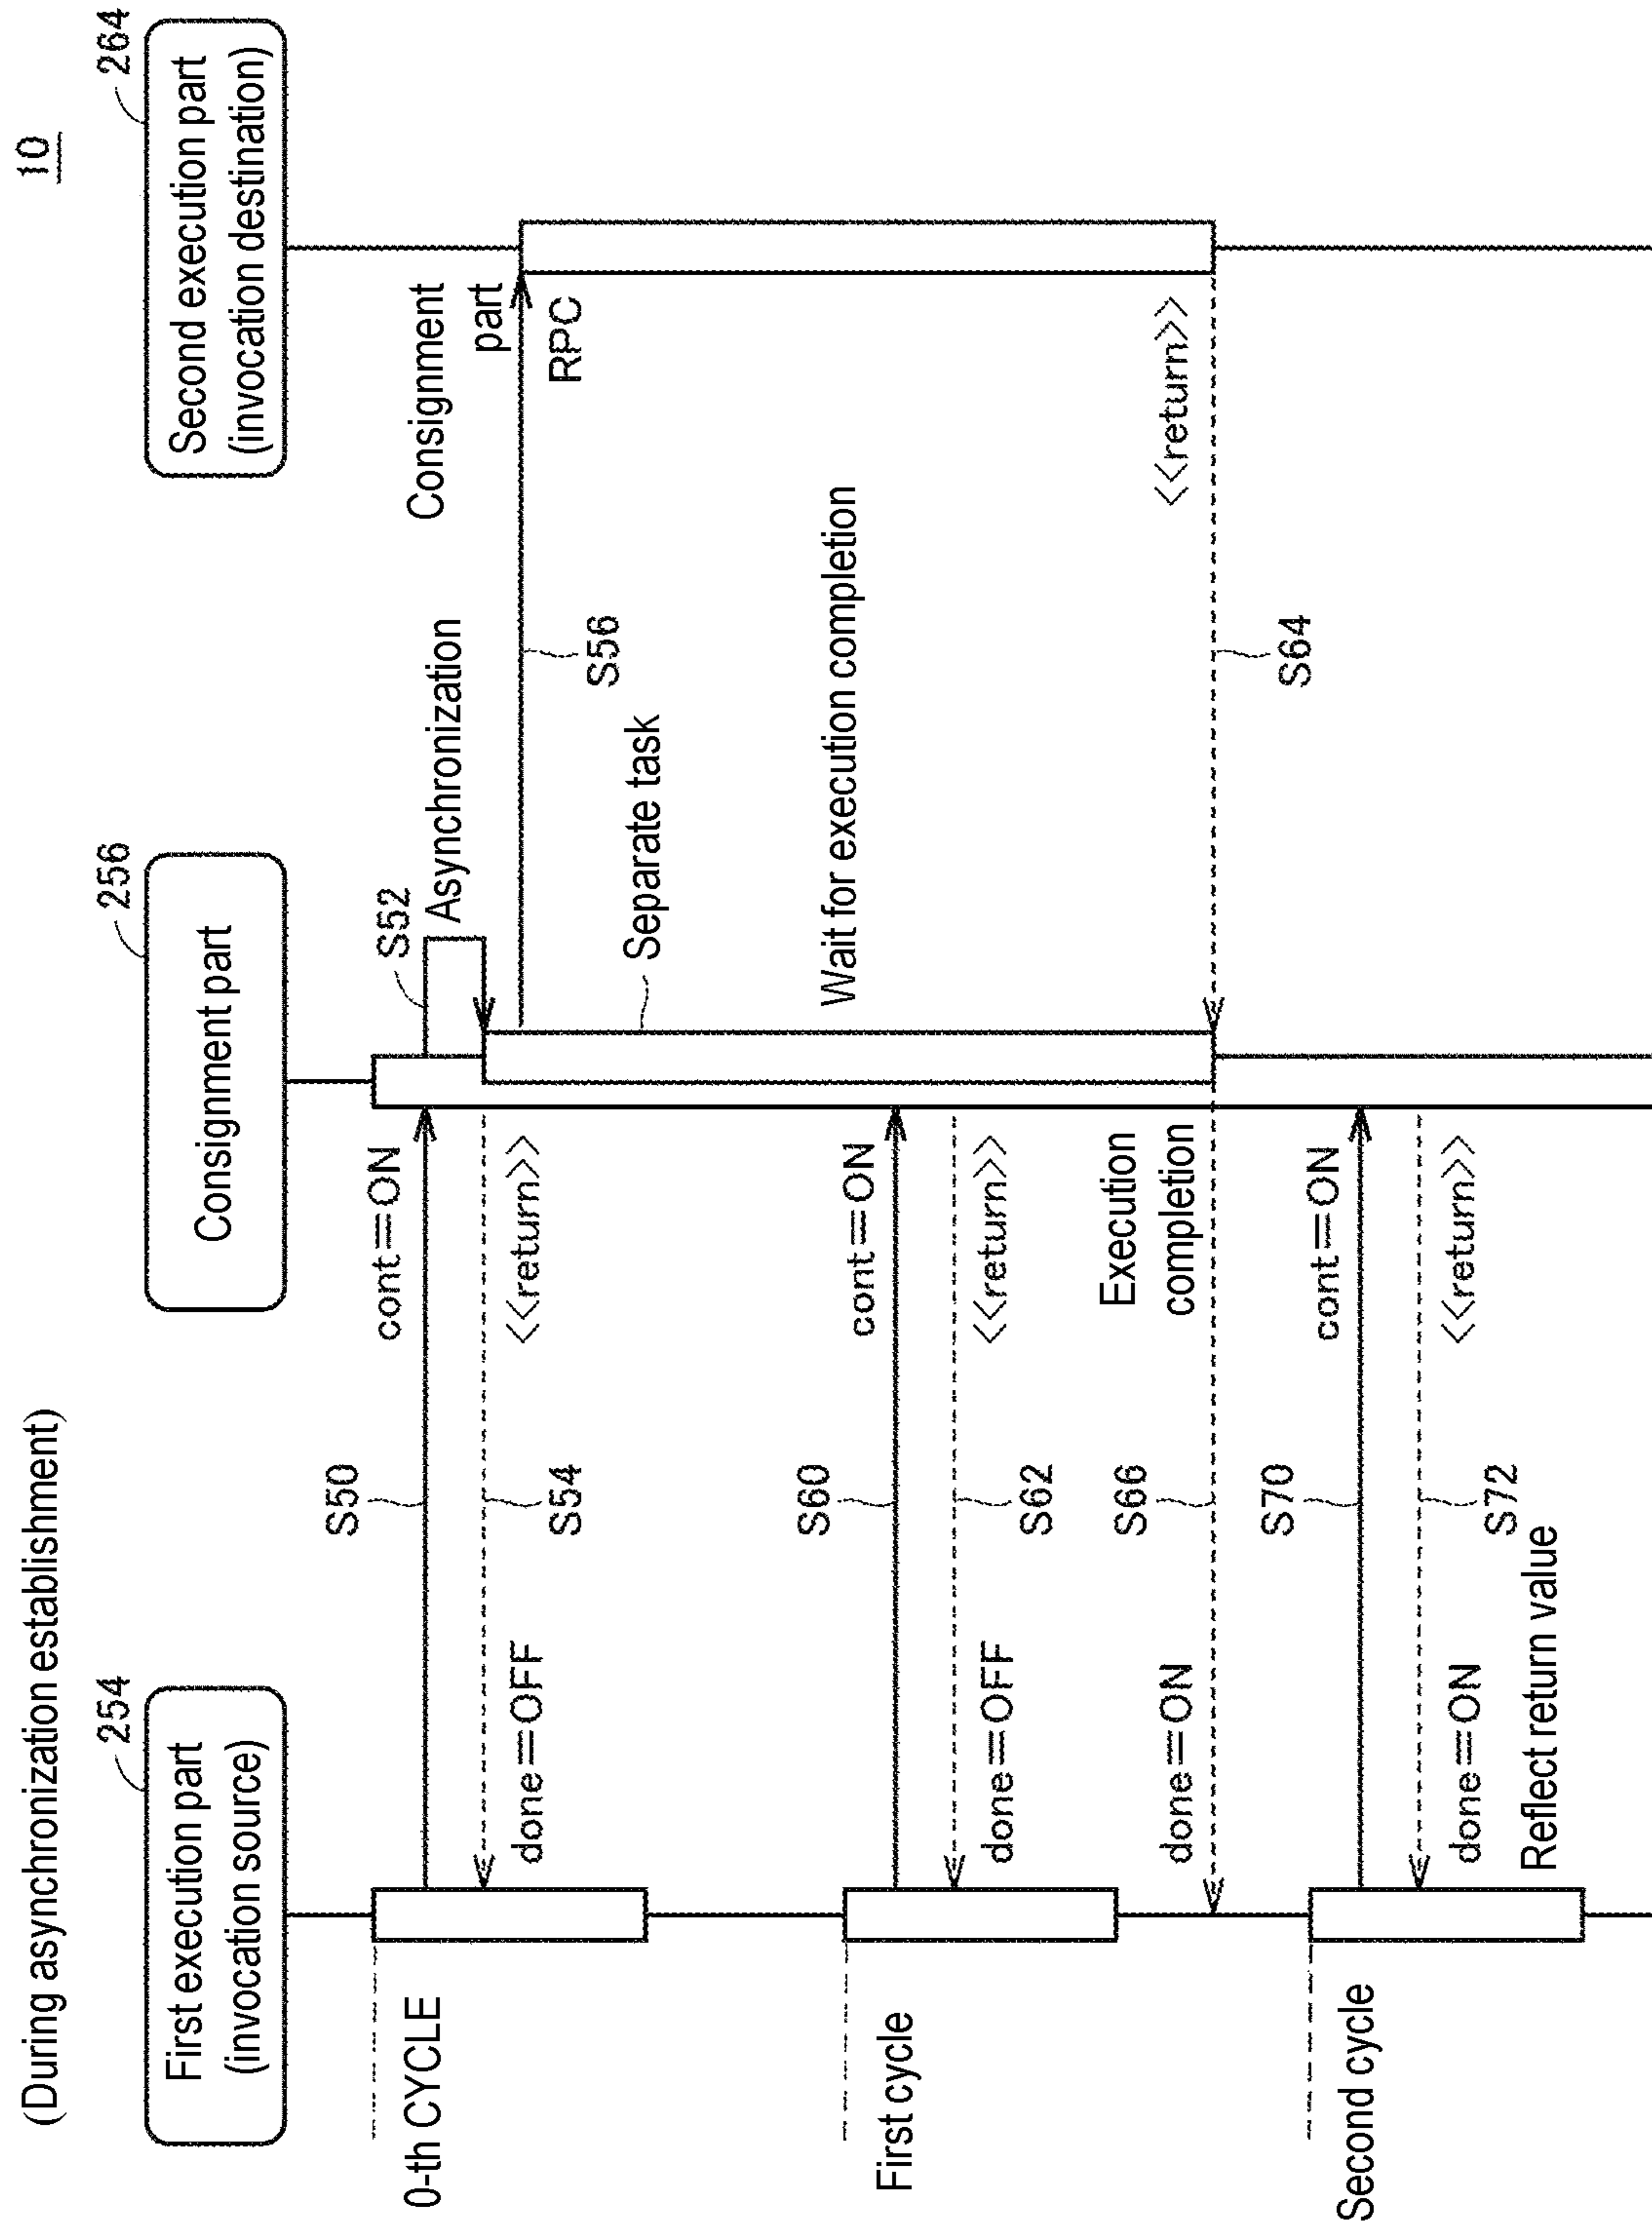 (During asynchronization establishment)
10
254
First execution part
(invocation source)
256
Consignment part
264
Second execution part
(invocation destination)
0-th CYCLE
S50
cont=ON
S52
Asynchronization
Consignment
part
RPC
S54
<<return>>
done=OFF
S56
Separate task
Wait for execution completion
First cycle
S60
cont=ON
S62
<<return>>
done=OFF
<<return>>
S64
Execution
completion
S66
done=ON
Second cycle
S70
cont=ON
S72
<<return>>
done=ON
Reflect return value